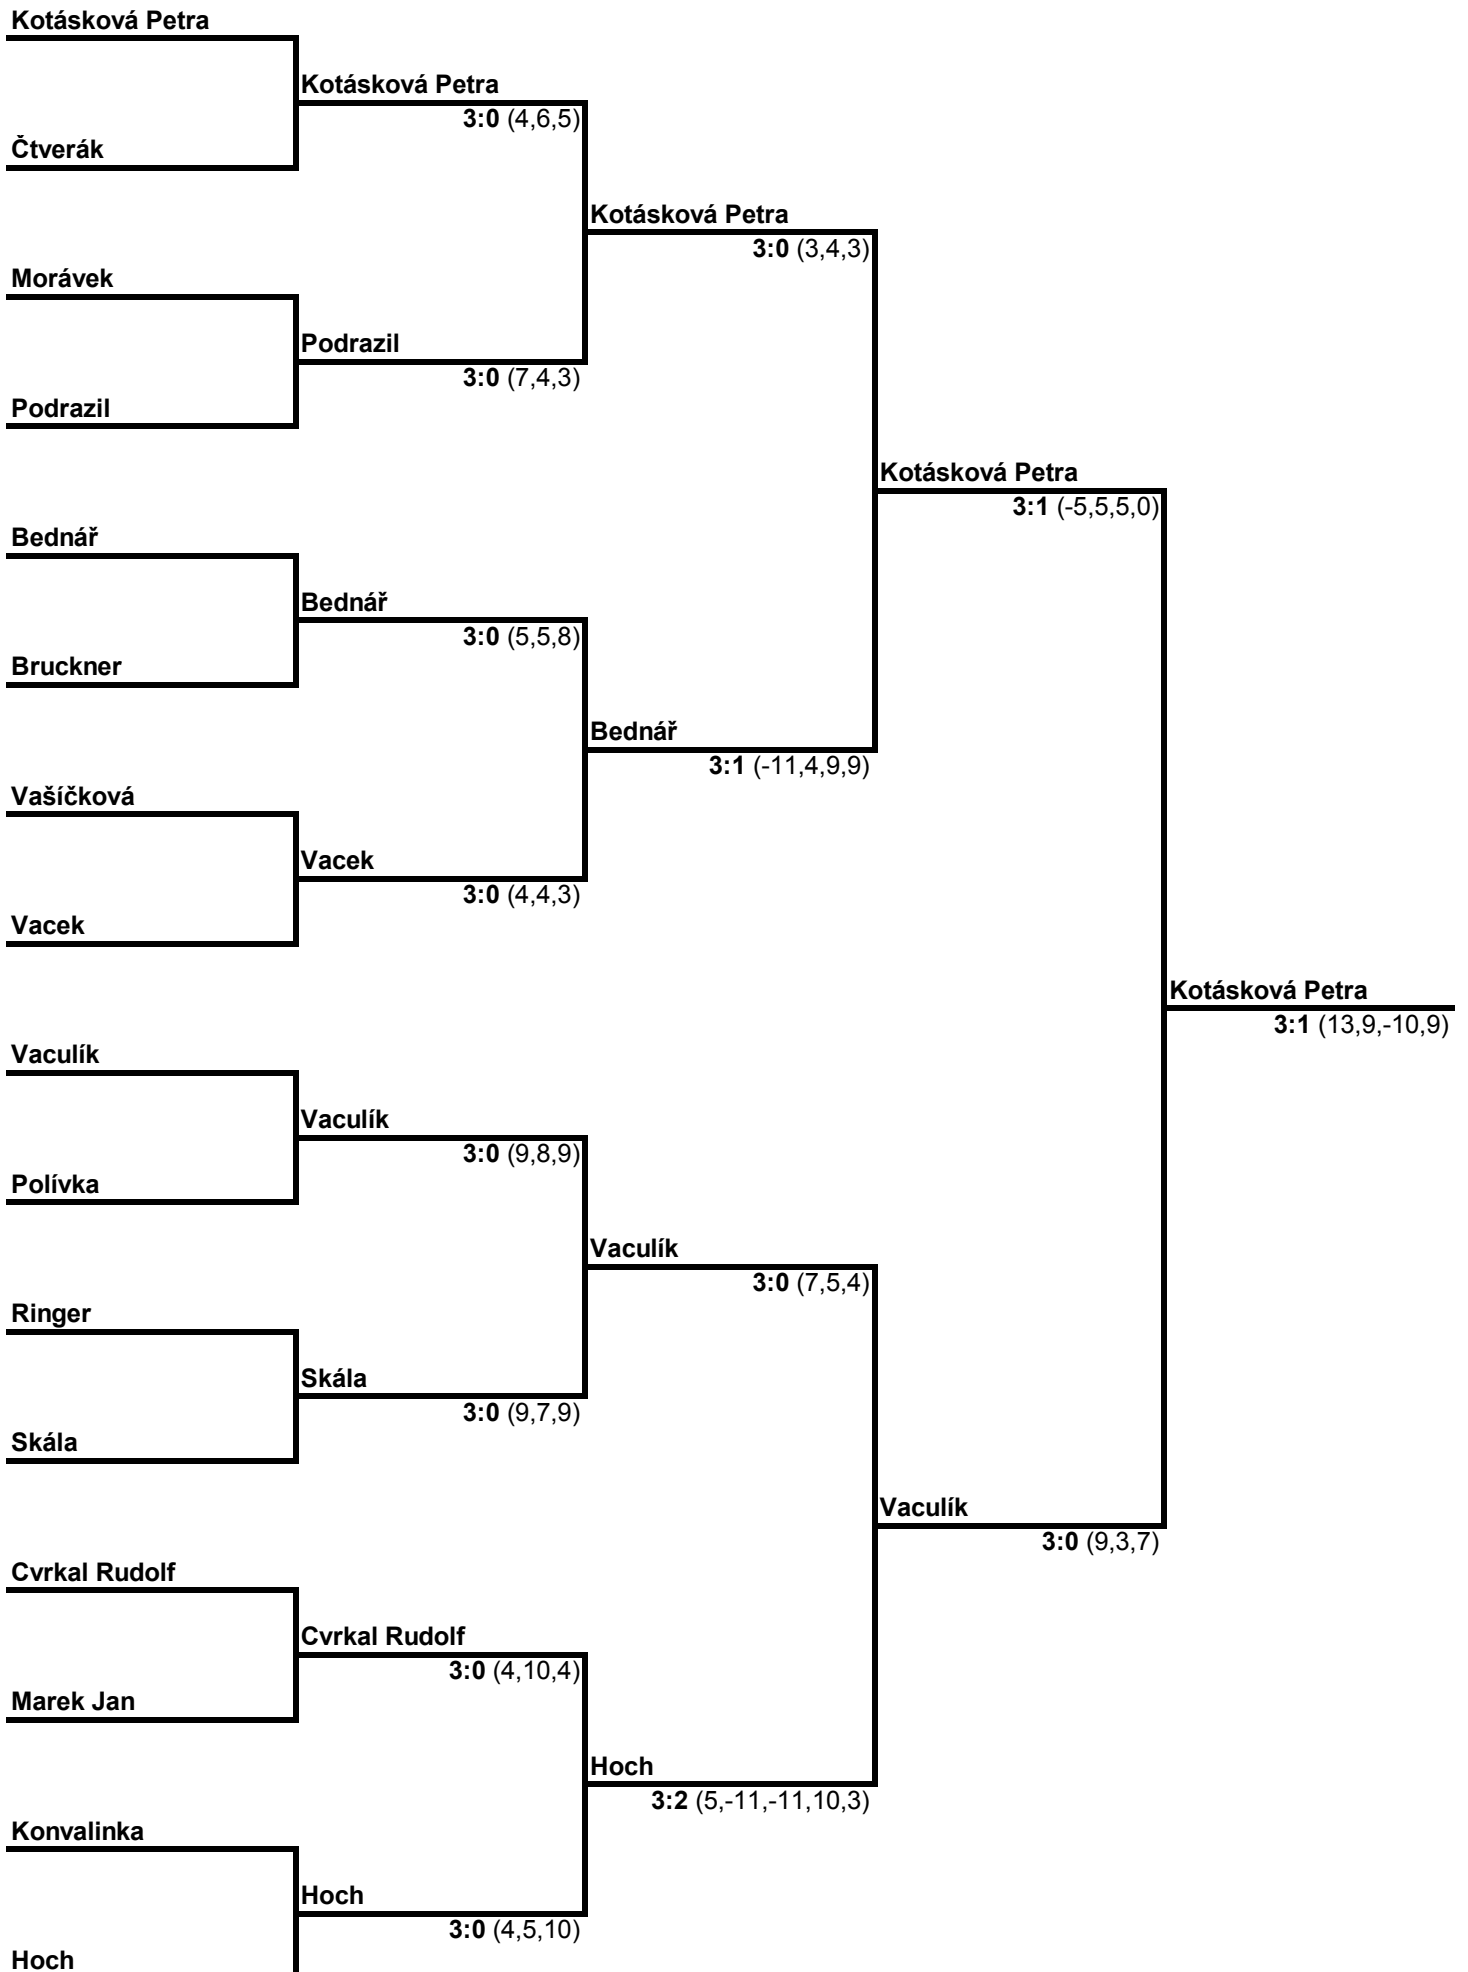 Kotásková Petra
Kotásková Petra
3:0 (4,6,5)
Čtverák
Kotásková Petra
3:0 (3,4,3)
Morávek
Podrazil
3:0 (7,4,3)
Podrazil
Kotásková Petra
3:1 (-5,5,5,0)
Bednář
Bednář
3:0 (5,5,8)
Bruckner
Bednář
3:1 (-11,4,9,9)
Vašíčková
Vacek
3:0 (4,4,3)
Vacek
Kotásková Petra
3:1 (13,9,-10,9)
Vaculík
Vaculík
3:0 (9,8,9)
Polívka
Vaculík
3:0 (7,5,4)
Ringer
Skála
3:0 (9,7,9)
Skála
Vaculík
3:0 (9,3,7)
Cvrkal Rudolf
Cvrkal Rudolf
3:0 (4,10,4)
Marek Jan
Hoch
3:2 (5,-11,-11,10,3)
Konvalinka
Hoch
3:0 (4,5,10)
Hoch